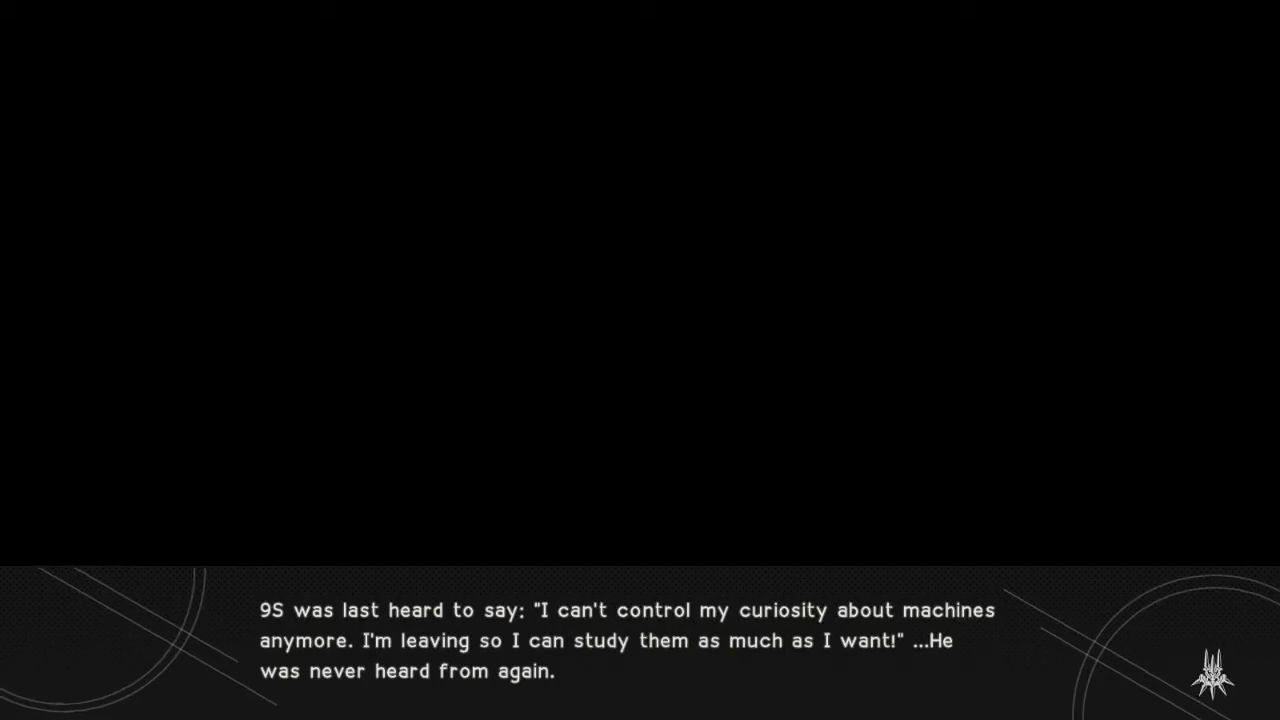 9S was last heard to say: "I can't control my curiosity about machines
anymore. I'm leaving so I can study them as much as I want!" ...He
was never heard from again.